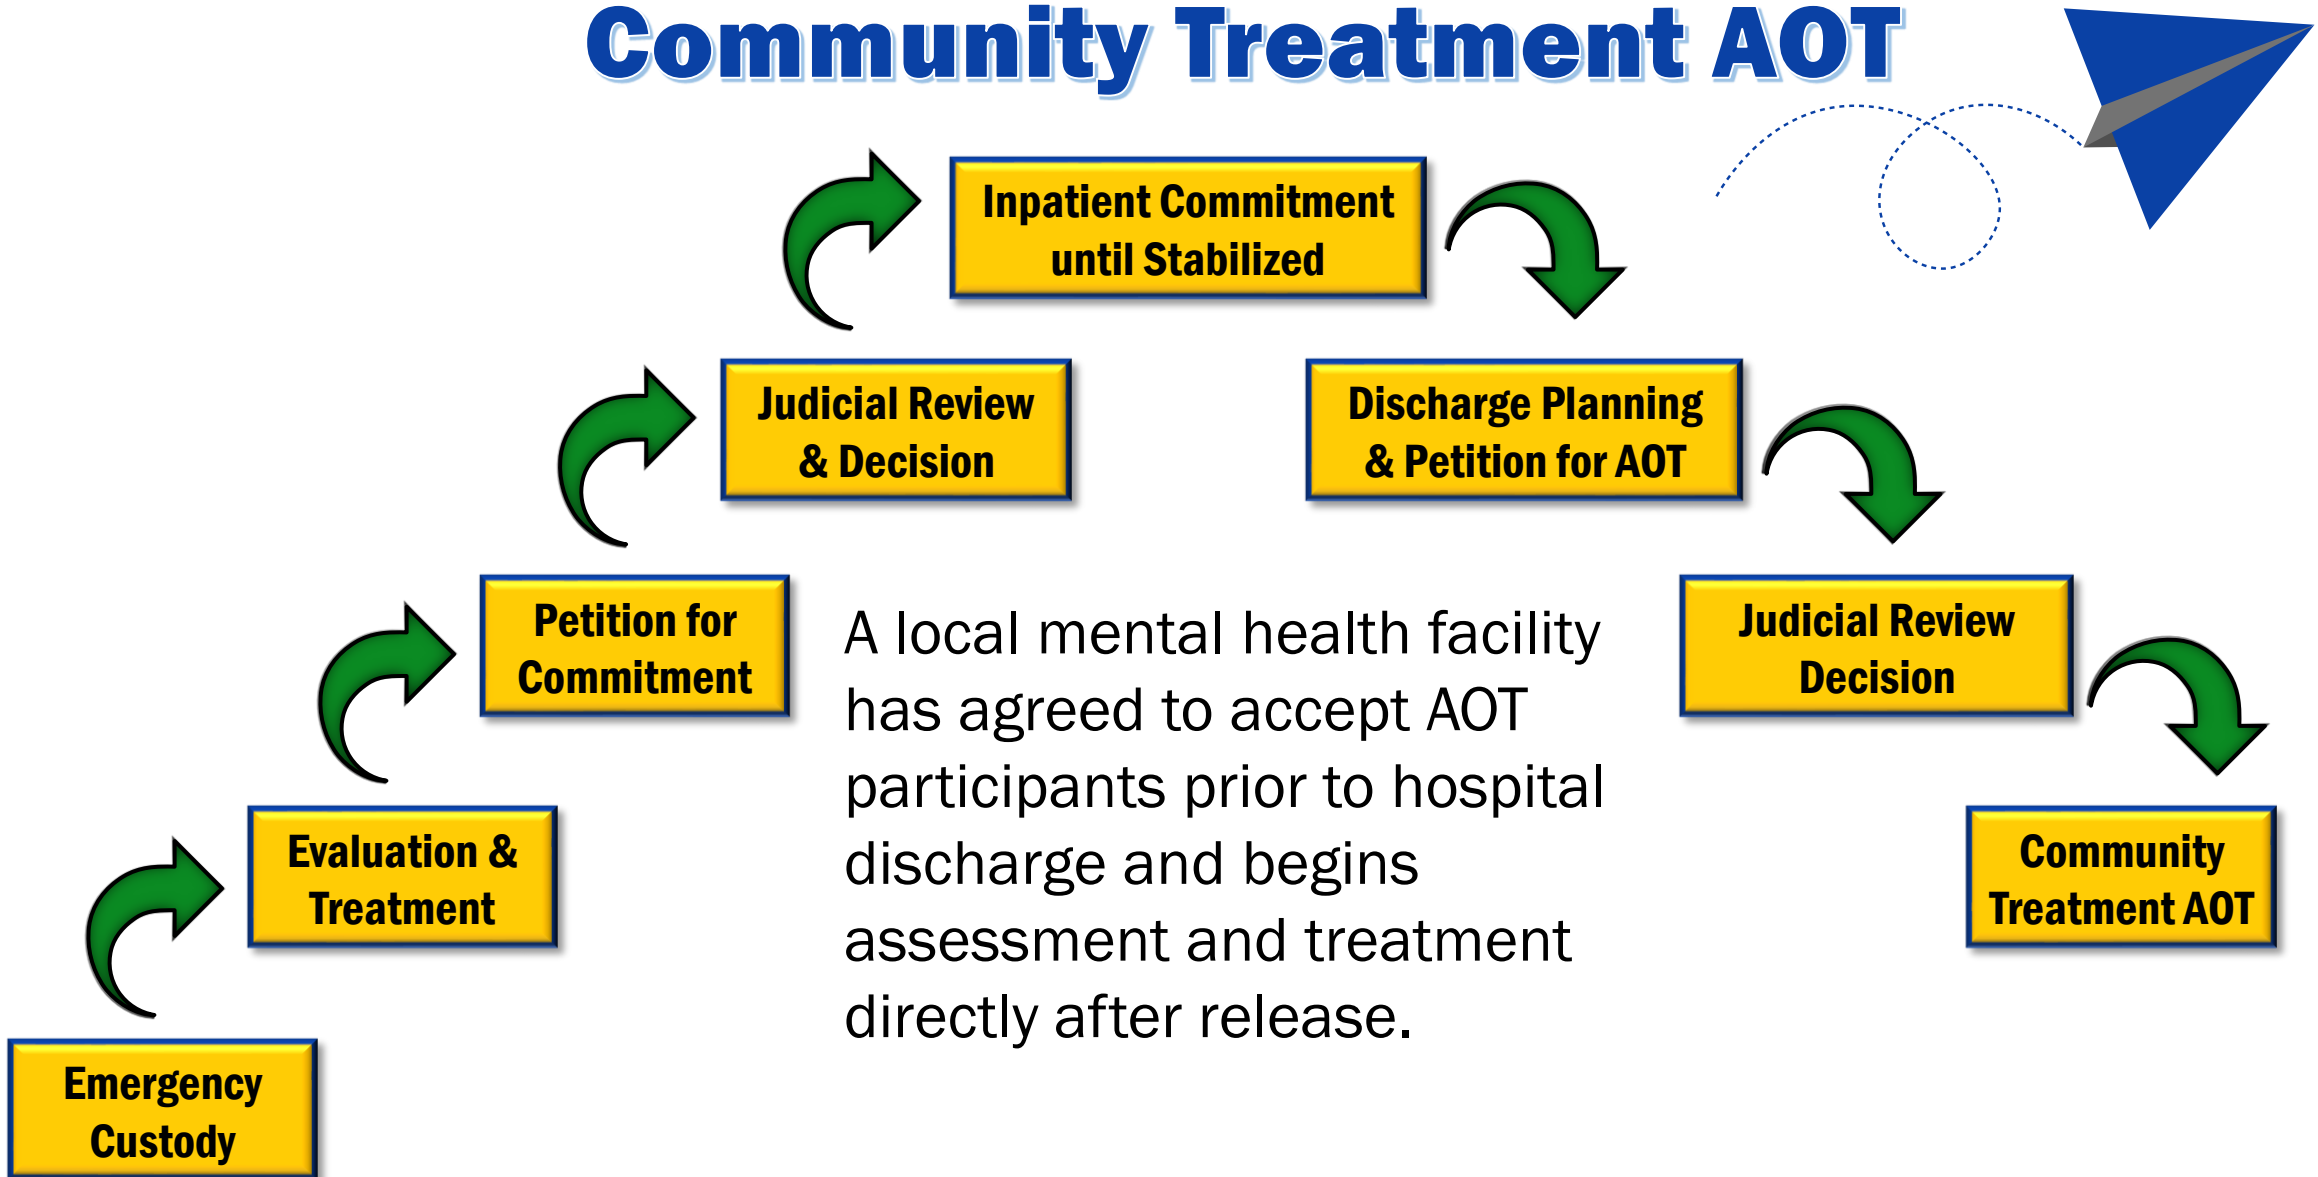 Community Treatment AOT
Inpatient Commitment
until Stabilized
Judicial Review
& Decision
Discharge Planning
& Petition for AOT
Petition for
Commitment
A local mental health facility
has agreed to accept AOT
participants prior to hospital
discharge and begins
assessment and treatment
directly after release.
Judicial Review
Decision
Evaluation &
Treatment
Community
Treatment AOT
Emergency
Custody